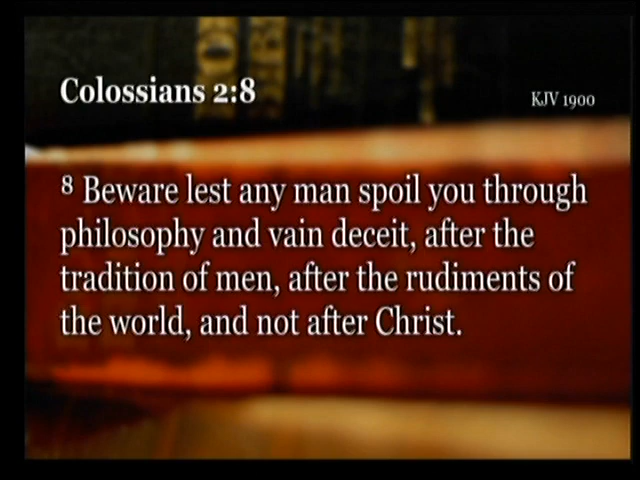 Colossians 2:8
KJV 1900
8 Beware lest any man spoil you through
philosophy and vain deceit, after the
tradition of men, after the rudiments of
the world, and not after Christ.